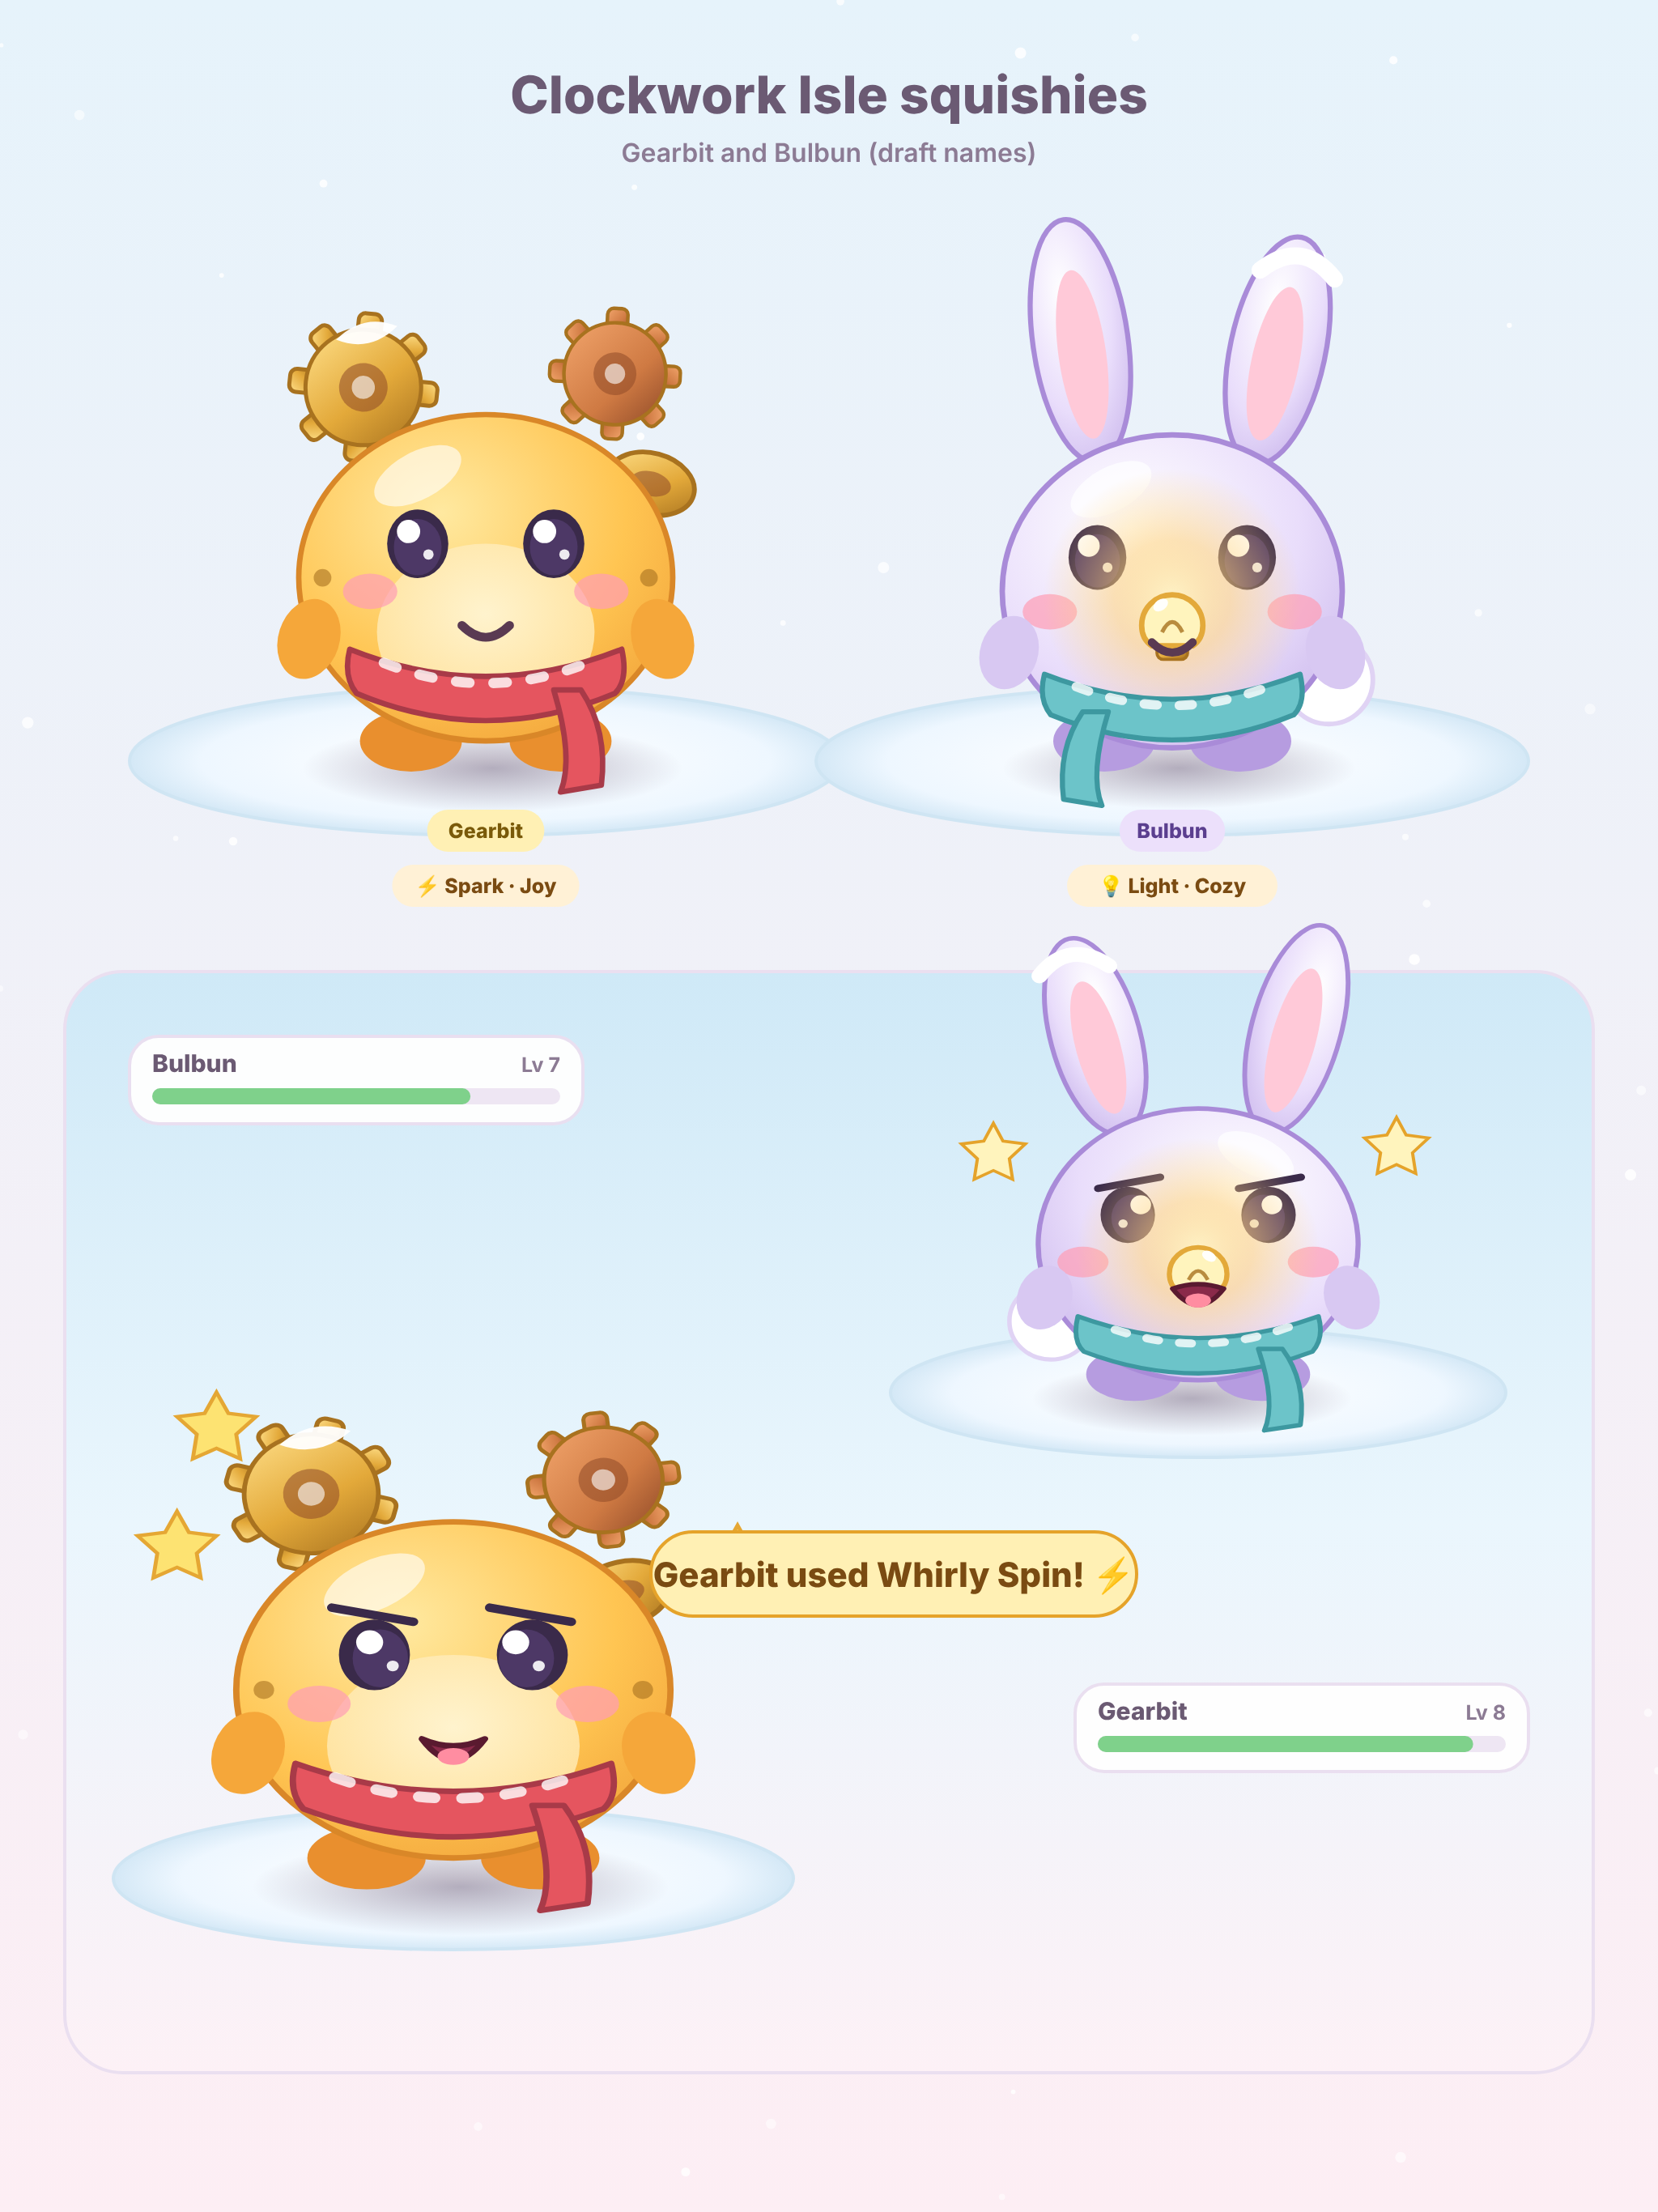 Clockwork Isle squishies
Gearbit and Bulbun (draft names)
Gearbit
Bulbun
⚡ Spark · Joy
💡 Light · Cozy
Bulbun Lv 7
Gearbit used Whirly Spin! ⚡
Gearbit Lv 8